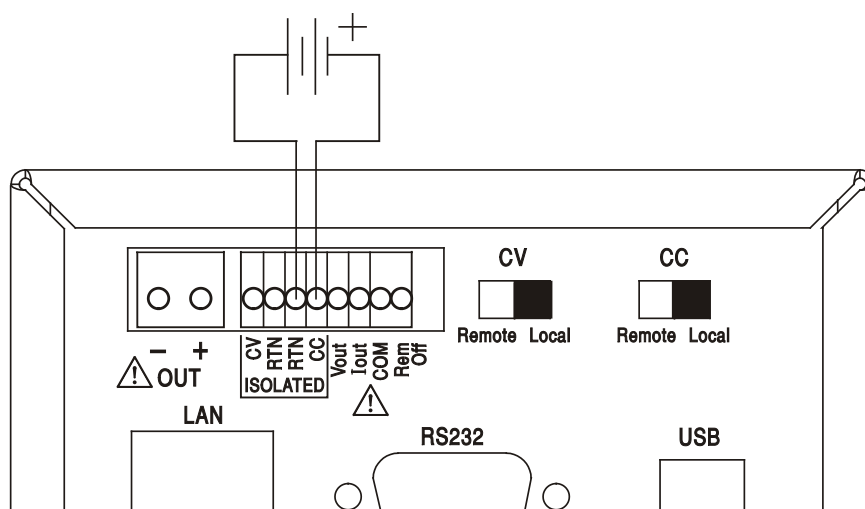 +
CV
CC
Remote Local
Remote Local
- +
OUT
CV
RTN
RTN
CC
Vout
Iout
COM
Rem
Off
ISOLATED
LAN
RS232
USB